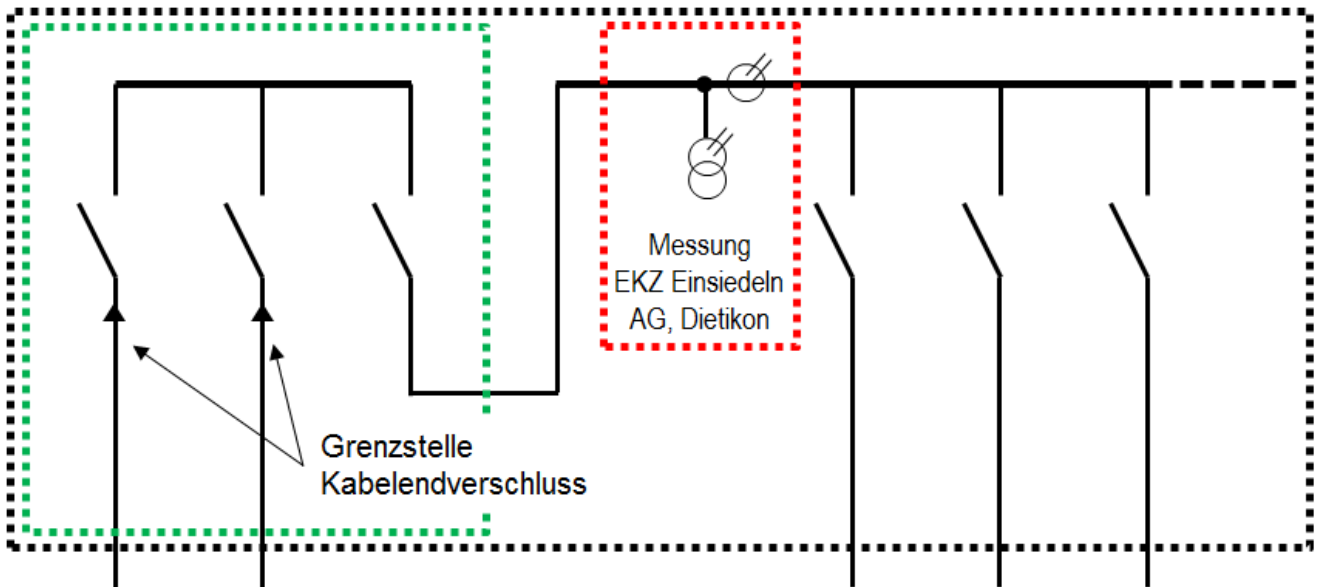 Messung
EKZ Einsiedeln
AG, Dietikon
Grenzstelle
Kabelendverschluss